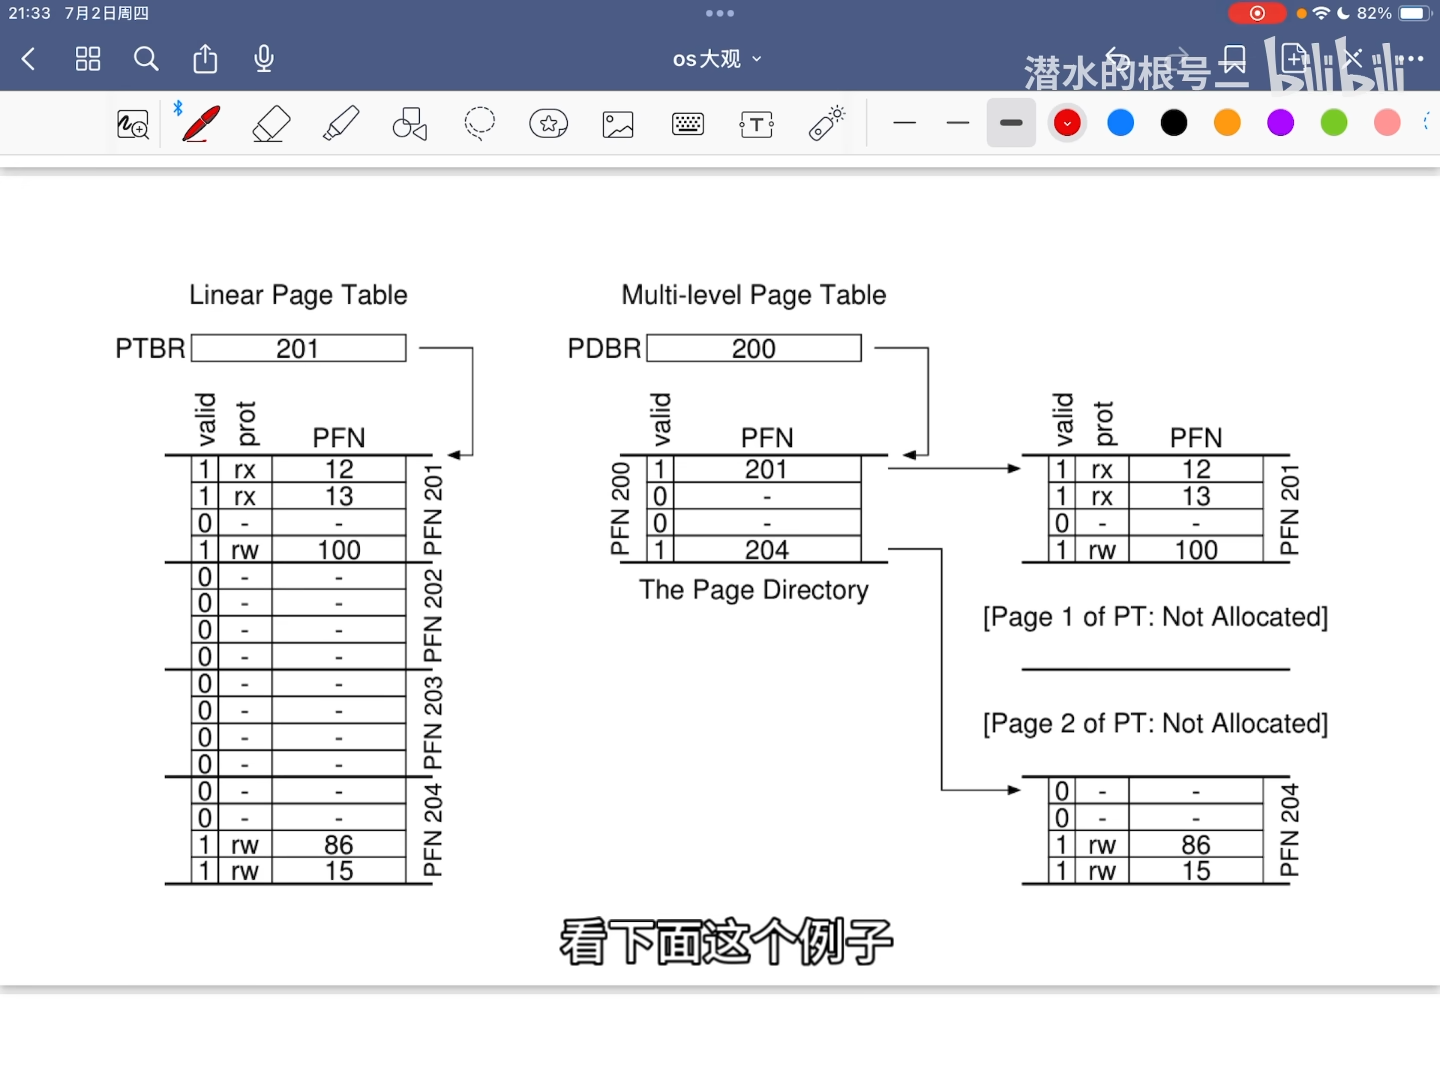 21:33 7月2日周四
82%
os大观
潜水的根号二 bilibili
Linear Page Table
PTBR 201
valid prot PFN
1 rx 12
1 rx 13
0 - -
1 rw 100
PFN 201
0 - -
0 - -
0 - -
0 - -
PFN 202
0 - -
0 - -
0 - -
0 - -
PFN 203
0 - -
0 - -
1 rw 86
1 rw 15
PFN 204
Multi-level Page Table
PDBR 200
valid PFN
PFN 200
1 201
0 -
0 -
1 204
The Page Directory
valid prot PFN
1 rx 12
1 rx 13
0 - -
1 rw 100
PFN 201
[Page 1 of PT: Not Allocated]
[Page 2 of PT: Not Allocated]
0 - -
0 - -
1 rw 86
1 rw 15
PFN 204
看下面这个例子